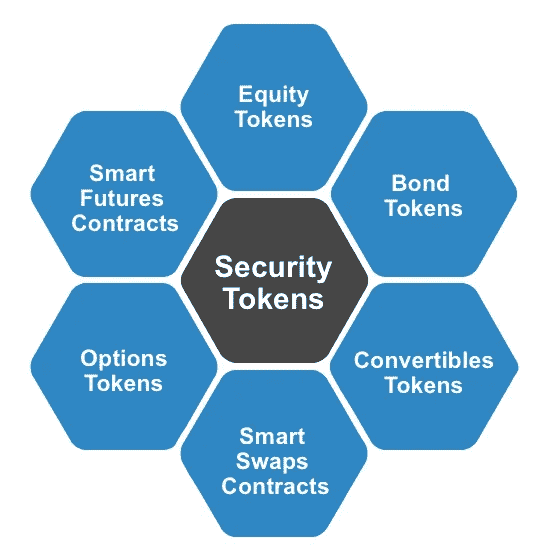 Equity
Tokens
Smart
Futures
Contracts
Bond
Tokens
Security
Tokens
Options
Tokens
Convertibles
Tokens
Smart
Swaps
Contracts